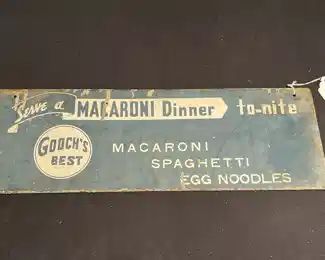 SERVE a MACARONI Dinner to-nite
GOOCH'S
BEST
MACARONI
SPAGHETTI
EGG NOODLES